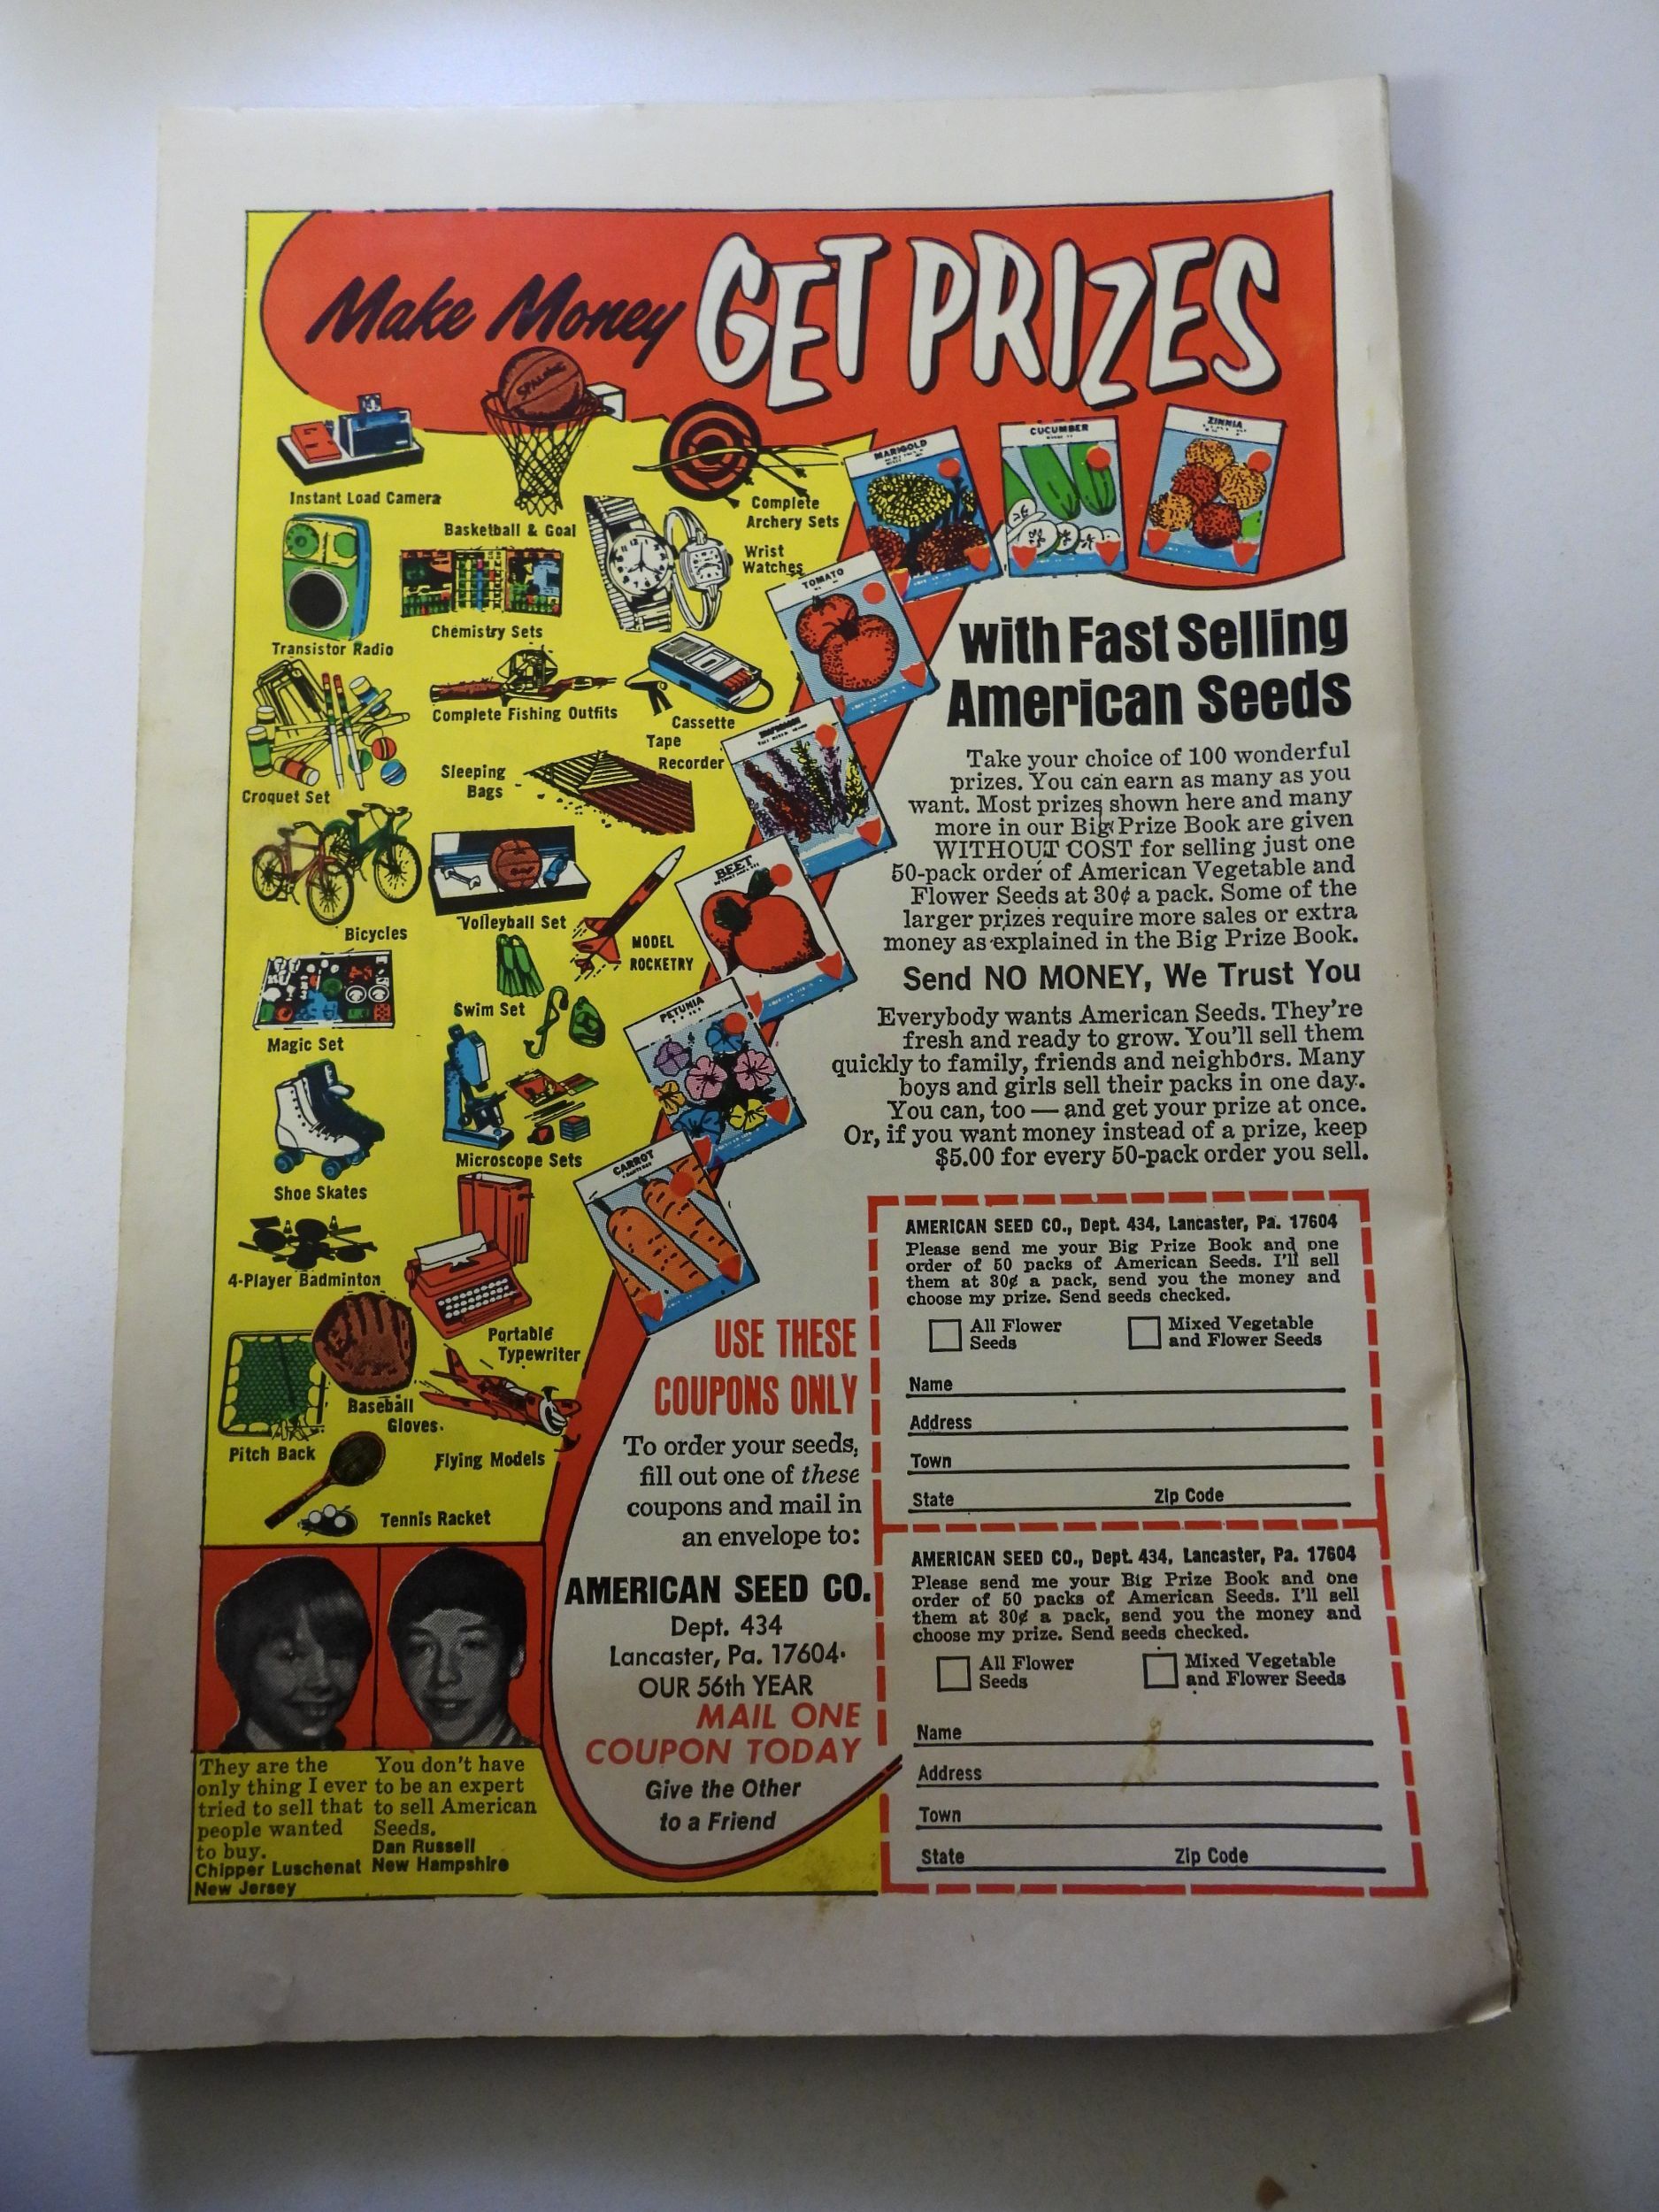 Make Money GET PRIZES
SPALDING
Instant Load Camera
Basketball & Goal
Complete
Archery Sets
Wrist
Watches
Transistor Radio
Chemistry Sets
Complete Fishing Outfits
Cassette
Tape
Recorder
Croquet Set
Sleeping
Bags
Bicycles
Volleyball Set
MODEL
ROCKETRY
Magic Set
Swim Set
Shoe Skates
Microscope Sets
4-Player Badminton
Portable
Typewriter
Baseball
Gloves
Pitch Back
Flying Models
Tennis Racket
MARIGOLD
CUCUMBER
ZINNIA
TOMATO
BEET
PETUNIA
CARROT
with Fast Selling
American Seeds
Take your choice of 100 wonderful
prizes. You can earn as many as you
want. Most prizes shown here and many
more in our Big Prize Book are given
WITHOUT COST for selling just one
50-pack order of American Vegetable and
Flower Seeds at 30¢ a pack. Some of the
larger prizes require more sales or extra
money as explained in the Big Prize Book.
Send NO MONEY, We Trust You
Everybody wants American Seeds. They're
fresh and ready to grow. You'll sell them
quickly to family, friends and neighbors. Many
boys and girls sell their packs in one day.
You can, too — and get your prize at once.
Or, if you want money instead of a prize, keep
$5.00 for every 50-pack order you sell.
USE THESE
COUPONS ONLY
To order your seeds,
fill out one of these
coupons and mail in
an envelope to:
AMERICAN SEED CO.
Dept. 434
Lancaster, Pa. 17604
OUR 56th YEAR
MAIL ONE
COUPON TODAY
Give the Other
to a Friend
AMERICAN SEED CO., Dept. 434, Lancaster, Pa. 17604
Please send me your Big Prize Book and one
order of 50 packs of American Seeds. I'll sell
them at 30¢ a pack, send you the money and
choose my prize. Send seeds checked.
All Flower
Seeds
Mixed Vegetable
and Flower Seeds
Name
Address
Town
State Zip Code
AMERICAN SEED CO., Dept. 434, Lancaster, Pa. 17604
Please send me your Big Prize Book and one
order of 50 packs of American Seeds. I'll sell
them at 30¢ a pack, send you the money and
choose my prize. Send seeds checked.
All Flower
Seeds
Mixed Vegetable
and Flower Seeds
Name
Address
Town
State Zip Code
They are the
only thing I ever
tried to sell that
people wanted
to buy.
Chipper Luschenat
New Jersey
You don't have
to be an expert
to sell American
Seeds.
Dan Russell
New Hampshire